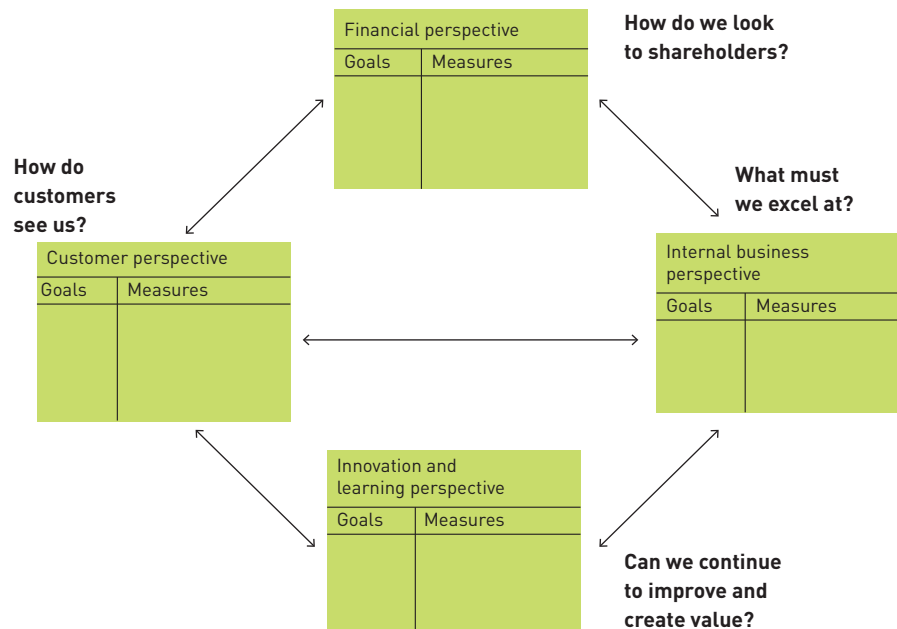 Financial perspective
Goals Measures
How do we look
to shareholders?
How do
customers
see us?
Customer perspective
Goals Measures
What must
we excel at?
Internal business
perspective
Goals Measures
Innovation and
learning perspective
Goals Measures
Can we continue
to improve and
create value?